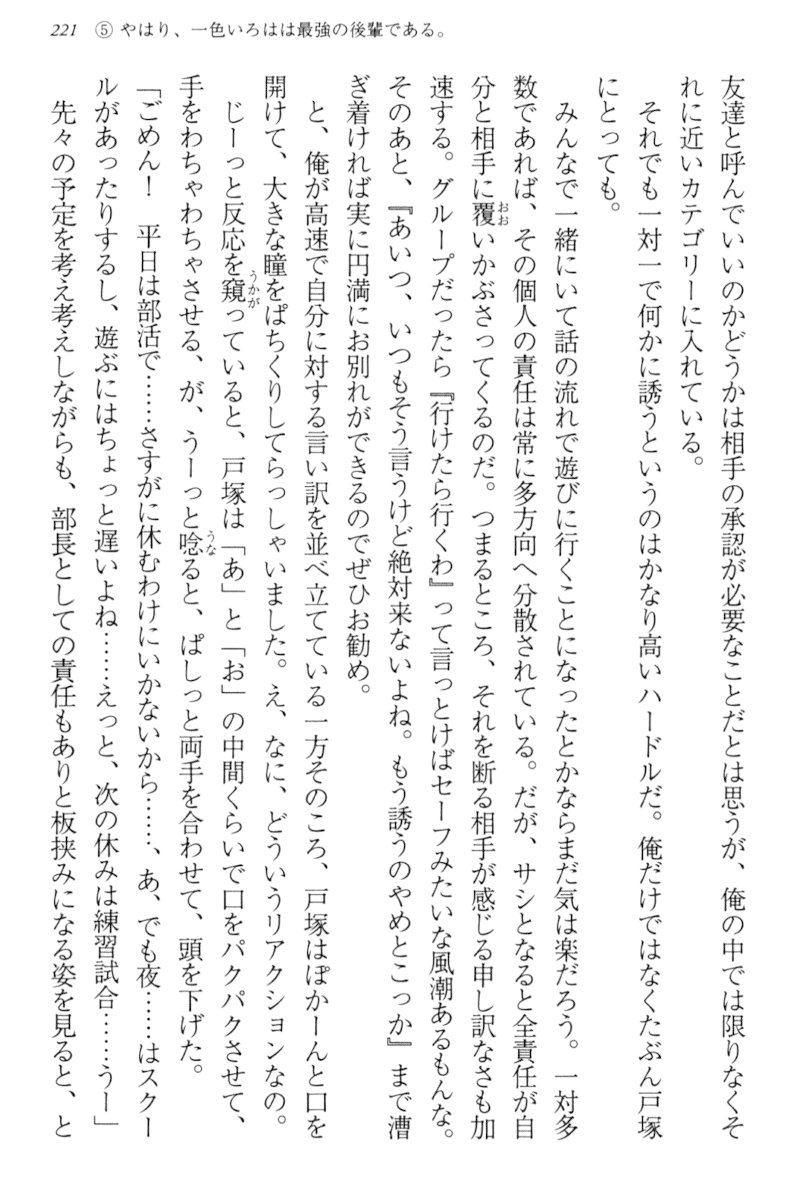 221 ⑤ やはり、一色いろはは最強の後輩である。
友達と呼んでいいのかどうかは相手の承認が必要なことだとは思うが、俺の中では限りなくそ
れに近いカテゴリーに入れている。
それでも一対一で何かに誘うというのはかなり高いハードルだ。俺だけではなくたぶん戸塚
にとっても。
みんなで一緒にいて話の流れで遊びに行くことになったとかならまだ気は楽だろう。一対多
数であれば、その個人の責任は常に多方向へ分散されている。だが、サシとなると全責任が自
分と相手に覆おおいかぶさってくるのだ。つまるところ、それを断る相手が感じる申し訳なさも加
速する。グループだったら『行けたら行くわ』って言っとけばセーフみたいな風潮あるもんな。
そのあと、『あいつ、いつもそう言うけど絶対来ないよね。もう誘うのやめとこっか』まで漕
ぎ着ければ実に円満にお別れができるのでぜひお勧め。
と、俺が高速で自分に対する言い訳を並べ立てている一方そのころ、戸塚はぽかーんと口を
開けて、大きな瞳をぱちくりしてらっしゃいました。え、なに、どういうリアクションなの。
じーっと反応を窺うかがっていると、戸塚は「あ」と「お」の中間くらいで口をパクパクさせて、
手をわちゃわちゃさせる、が、うーっと唸うなると、ぱしっと両手を合わせて、頭を下げた。
「ごめん！　平日は部活で……さすがに休むわけにいかないから……、あ、でも夜……はスクー
ルがあったりするし、遊ぶにはちょっと遅いよね……えっと、次の休みは練習試合……うー」
先々の予定を考え考えしながらも、部長としての責任もありと板挟みになる姿を見ると、と